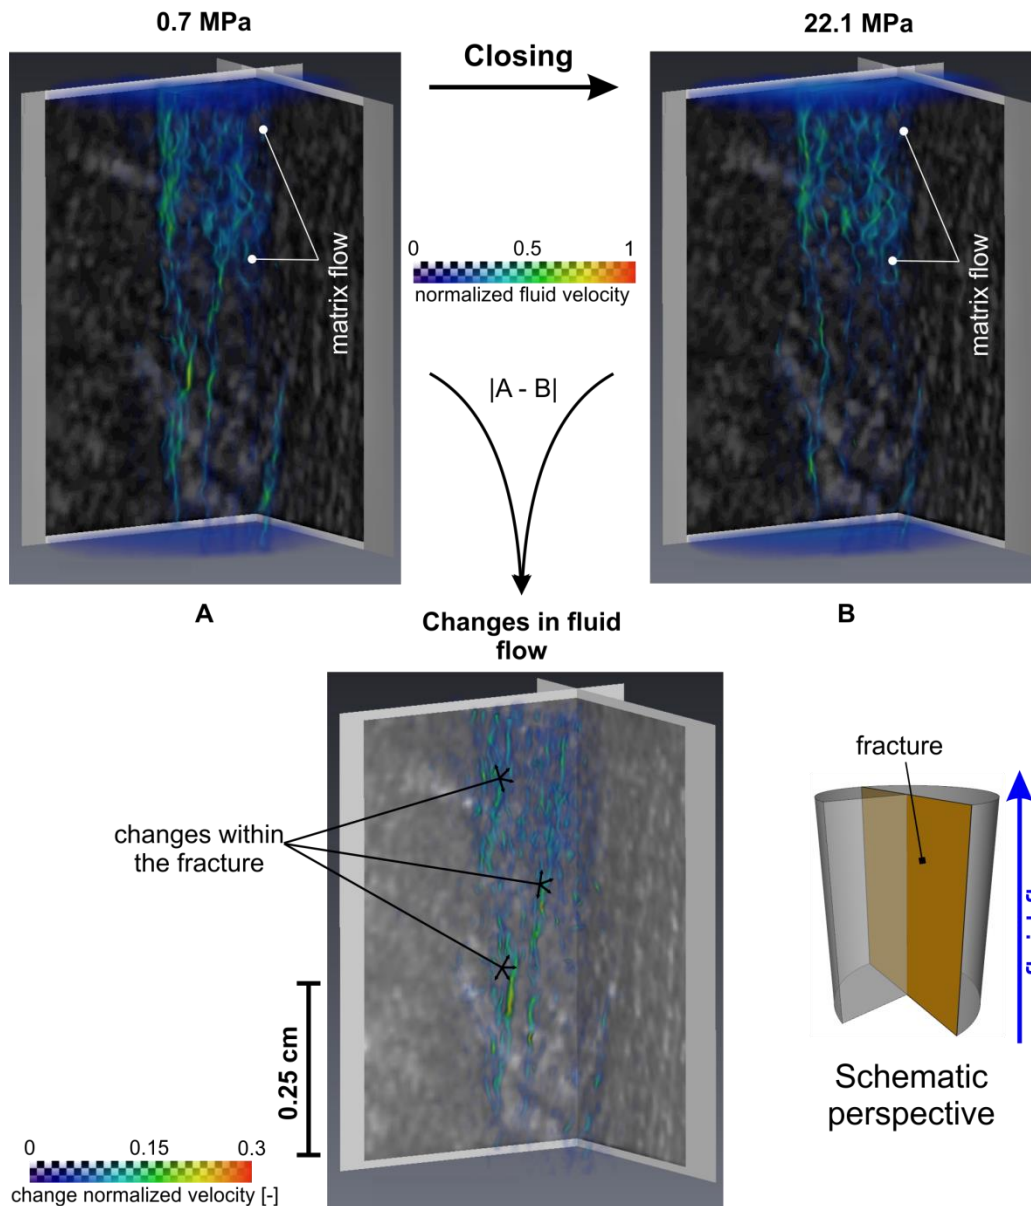 0.7 MPa
22.1 MPa
Closing
matrix flow
matrix flow
0 0.5 1
normalized fluid velocity
|A - B|
A
B
Changes in fluid
flow
fracture
changes within
the fracture
0.25 cm
Schematic
perspective
0 0.15 0.3
change normalized velocity [-]